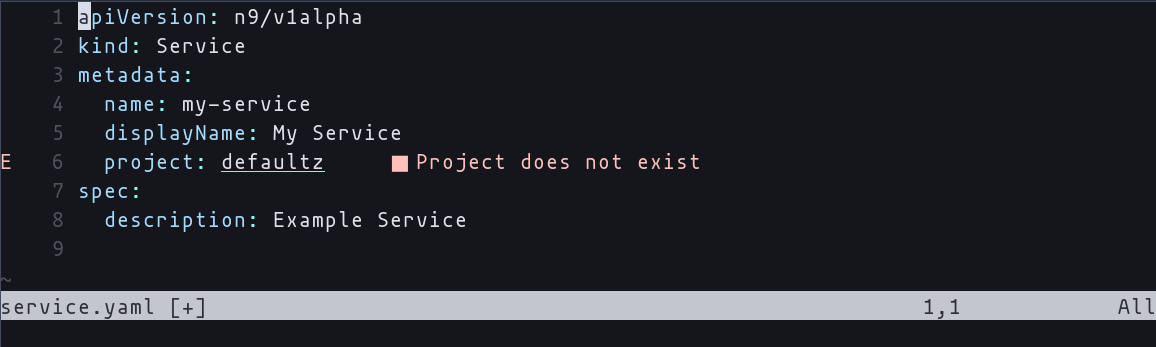 1 apiVersion: n9/v1alpha
2 kind: Service
3 metadata:
4   name: my-service
5   displayName: My Service
E 6   project: defaultz     ■ Project does not exist
7 spec:
8   description: Example Service
9
~
service.yaml [+] 1,1 All